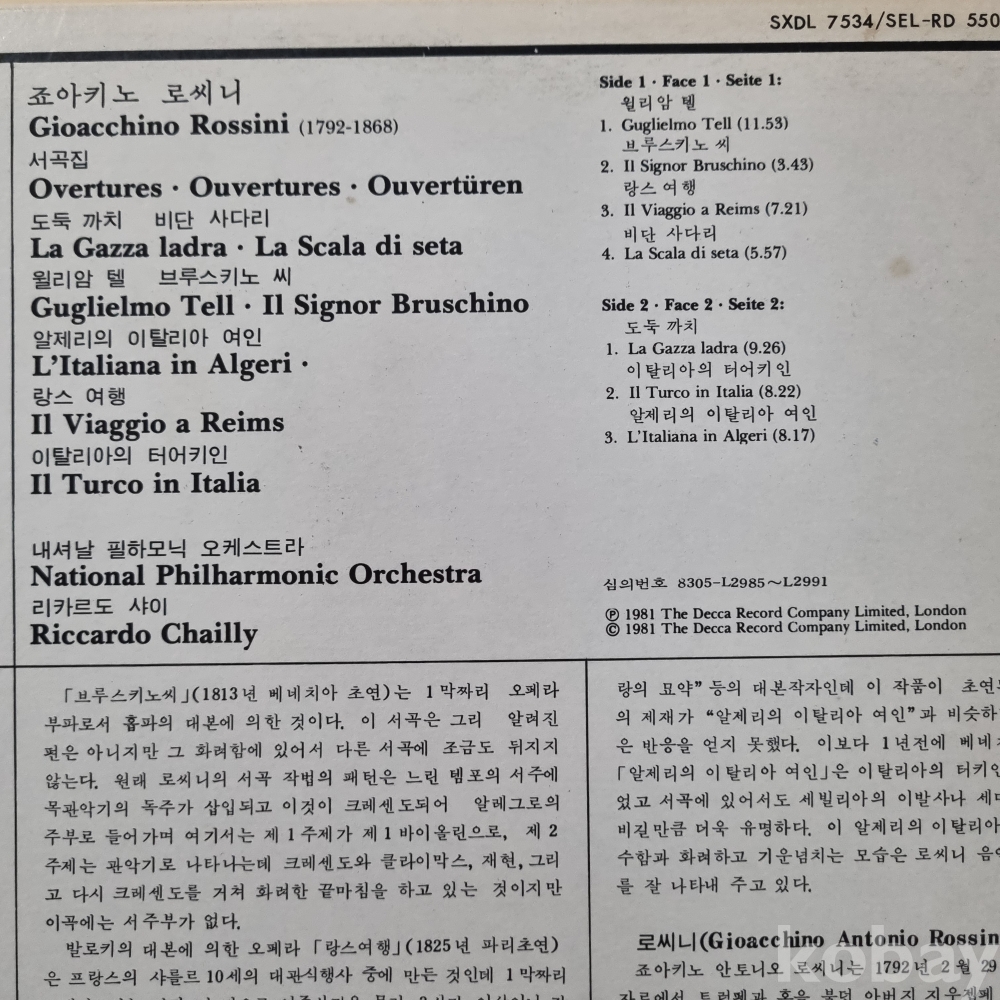 SXDL 7534/SEL-RD 550
죠아키노 로씨니
Gioacchino Rossini (1792-1868)
서곡집
Overtures · Ouvertures · Ouvertüren
도둑 까치 비단 사다리
La Gazza ladra · La Scala di seta
윌리암 텔 브루스키노 씨
Guglielmo Tell · Il Signor Bruschino
알제리의 이탈리아 여인
L'Italiana in Algeri ·
랑스 여행
Il Viaggio a Reims
이탈리아의 터어키인
Il Turco in Italia
내셔날 필하모닉 오케스트라
National Philharmonic Orchestra
리카르도 샤이
Riccardo Chailly
Side 1 · Face 1 · Seite 1:
윌리암 텔
1. Guglielmo Tell (11.53)
브루스키노 씨
2. Il Signor Bruschino (3.43)
랑스 여행
3. Il Viaggio a Reims (7.21)
비단 사다리
4. La Scala di seta (5.57)
Side 2 · Face 2 · Seite 2:
도둑 까치
1. La Gazza ladra (9.26)
이탈리아의 터어키인
2. Il Turco in Italia (8.22)
알제리의 이탈리아 여인
3. L'Italiana in Algeri (8.17)
심의번호 8305-L2985~L2991
Ⓟ 1981 The Decca Record Company Limited, London
© 1981 The Decca Record Company Limited, London
「브루스키노씨」(1813년 베네치아 초연)는 1막짜리 오페라
부파로서 홉파의 대본에 의한 것이다. 이 서곡은 그리 알려진
편은 아니지만 그 화려함에 있어서 다른 서곡에 조금도 뒤지지
않는다. 원래 로씨니의 서곡 작법의 패턴은 느린 템포의 서주에
목관악기의 독주가 삽입되고 이것이 크레센도되어 알레그로의
주부로 들어가며 여기서는 제1주제가 제1바이올린으로, 제2
주제는 관악기로 나타나는데 크레센도와 클라이막스, 재현, 그리
고 다시 크레센도를 거쳐 화려한 끝마침을 하고 있는 것이지만
이곡에는 서주부가 없다.
발로키의 대본에 의한 오페라 「랑스여행」(1825년 파리초연)
은 프랑스의 샤를르 10세의 대관식행사 중에 만든 것인데 1막짜리
랑의 묘약” 등의 대본작자인데 이 작품이 초연
의 제재가 “알제리의 이탈리아 여인”과 비슷하
은 반응을 얻지 못했다. 이보다 1년전에 베네
「알제리의 이탈리아 여인」은 이탈리아의 터키인
었고 서곡에 있어서도 세빌리아의 이발사나 세미
비길만큼 더욱 유명하다. 이 알제리의 이탈리아
수함과 화려하고 기운넘치는 모습은 로씨니 음악
를 잘 나타내 주고 있다.
로씨니(Gioacchino Antonio Rossin
죠아키노 안토니오 로씨니는 1792년 2월 29
kobay